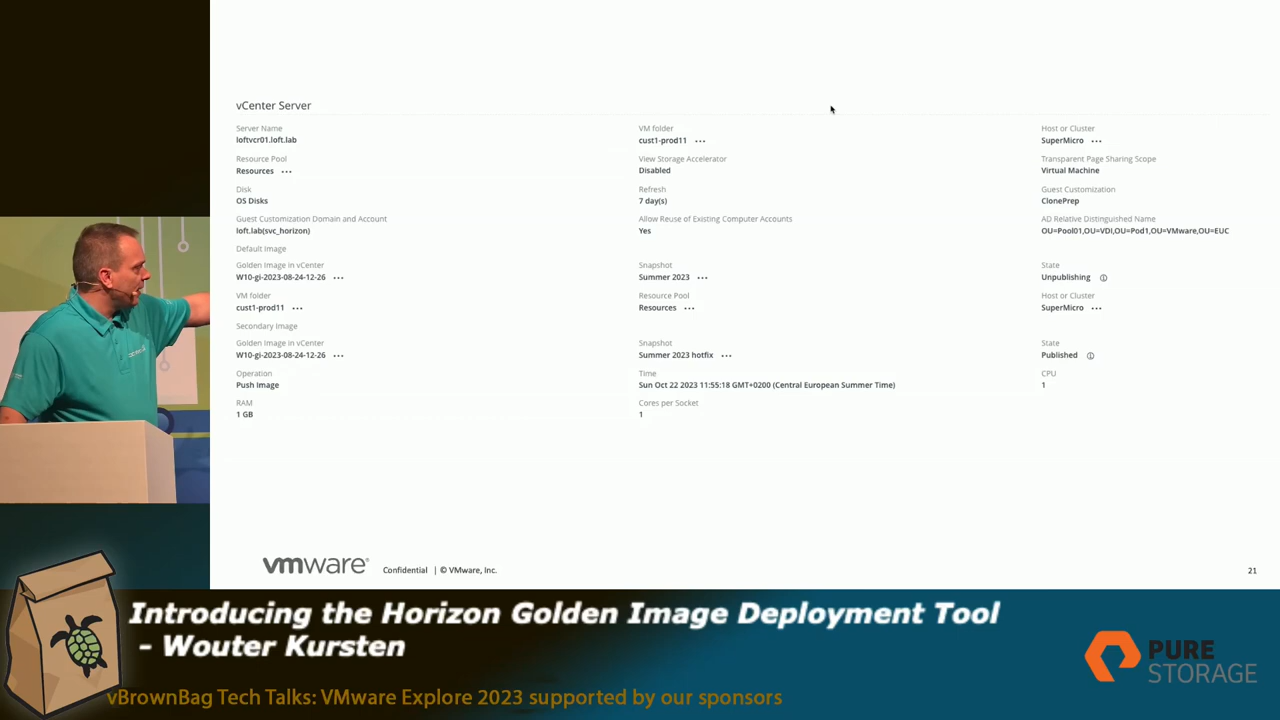 vCenter Server
Server Name
loftvcr01.loft.lab
VM folder
cust1-prod11 ...
Host or Cluster
SuperMicro ...
Resource Pool
Resources ...
View Storage Accelerator
Disabled
Transparent Page Sharing Scope
Virtual Machine
Disk
OS Disks
Refresh
7 day(s)
Guest Customization
ClonePrep
Guest Customization Domain and Account
loft.lab(svc_horizon)
Allow Reuse of Existing Computer Accounts
Yes
AD Relative Distinguished Name
OU=Pool01,OU=VDI,OU=Pod1,OU=VMware,OU=EUC
Default Image
Golden Image in vCenter
W10-gi-2023-08-24-12-26 ...
Snapshot
Summer 2023 ...
State
Unpublishing
VM folder
cust1-prod11 ...
Resource Pool
Resources ...
Host or Cluster
SuperMicro ...
Secondary Image
Golden Image in vCenter
W10-gi-2023-08-24-12-26 ...
Snapshot
Summer 2023 hotfix ...
State
Published
Operation
Push Image
Time
Sun Oct 22 2023 11:55:18 GMT+0200 (Central European Summer Time)
CPU
1
RAM
1 GB
Cores per Socket
1
vmware®
Confidential | © VMware, Inc.
21
Introducing the Horizon Golden Image Deployment Tool
- Wouter Kursten
vBrownBag Tech Talks: VMware Explore 2023 supported by our sponsors
PURE
STORAGE